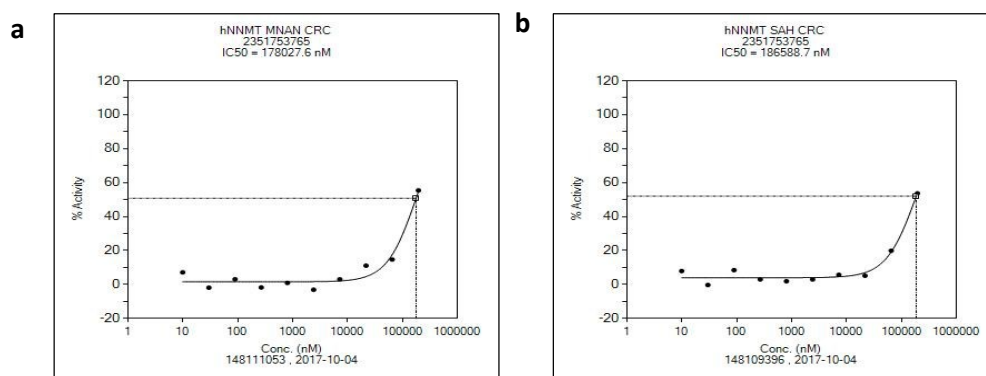 a
hNNMT MNAN CRC
2351753765
IC50 = 178027.6 nM
120
100
80
60
40
20
0
-20
% Activity
1 10 100 1000 10000 100000 1000000
Conc. (nM)
148111053 , 2017-10-04
b
hNNMT SAH CRC
2351753765
IC50 = 186588.7 nM
120
100
80
60
40
20
0
-20
% Activity
1 10 100 1000 10000 100000 1000000
Conc. (nM)
148109396 , 2017-10-04